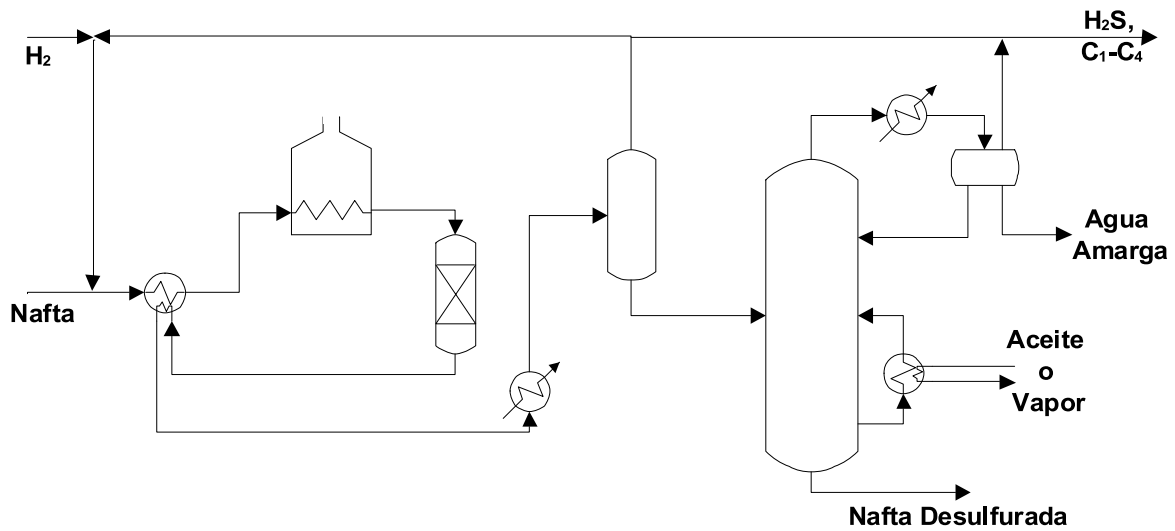 H₂
H₂S,
C₁-C₄
Agua
Amarga
Nafta
Aceite
o
Vapor
Nafta Desulfurada